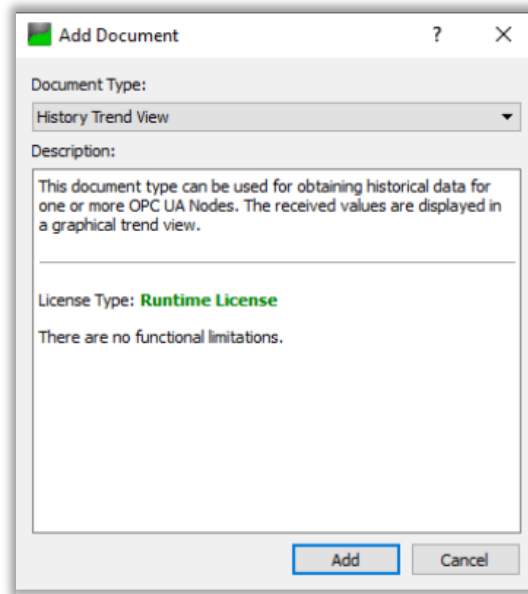 Add Document
?
Document Type:
History Trend View
Description:
This document type can be used for obtaining historical data for
one or more OPC UA Nodes. The received values are displayed in
a graphical trend view.
License Type: Runtime License
There are no functional limitations.
Add
Cancel